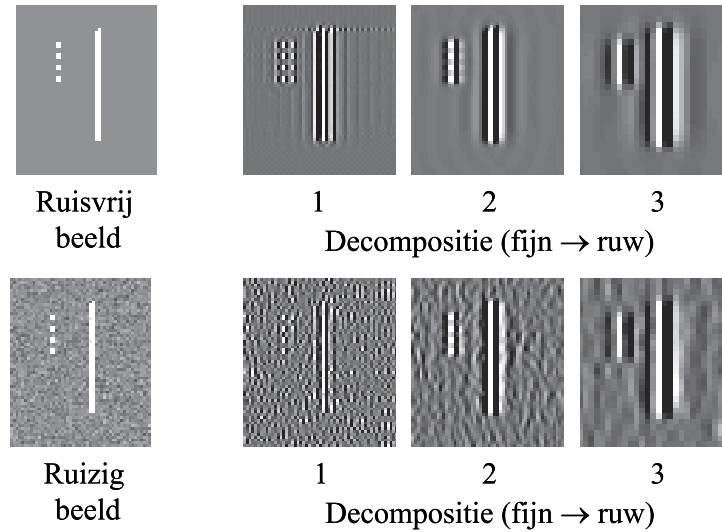 Ruisvrij
beeld
1 2 3
Decompositie (fijn → ruw)
Ruizig
beeld
1 2 3
Decompositie (fijn → ruw)